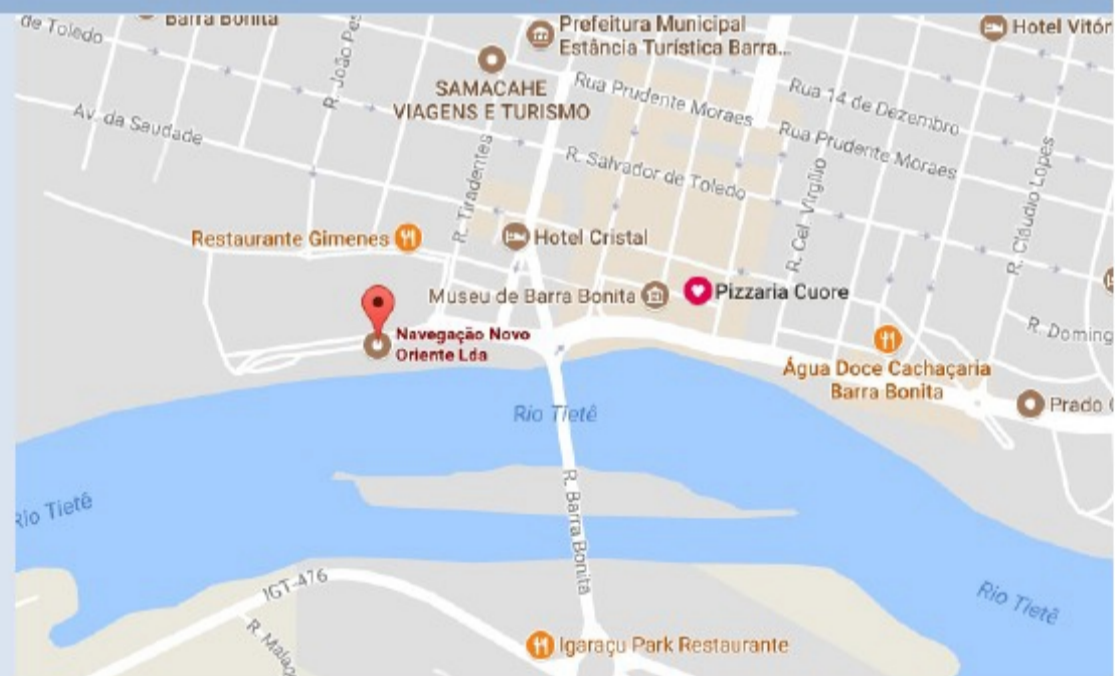 Barra Bonita
de Toledo
R. João Pes
Prefeitura Municipal
Estância Turística Barra...
Hotel Vitór
SAMACAHE
VIAGENS E TURISMO
Rua Prudente Moraes
Rua 14 de Dezembro
Av. da Saudade
Rua Prudente Moraes
R. Tiradentes
R. Salvador de Toledo
R. Cel. Virgílio
R. Cláudio Lopes
Restaurante Gimenes
Hotel Cristal
Museu de Barra Bonita
Pizzaria Cuore
Navegação Novo
Oriente Lda
R. Doming
Água Doce Cachaçaria
Barra Bonita
Prado
Rio Tietê
R. Barra Bonita
Rio Tietê
Rio Tietê
IGT-476
R. Malao
Igaraçu Park Restaurante